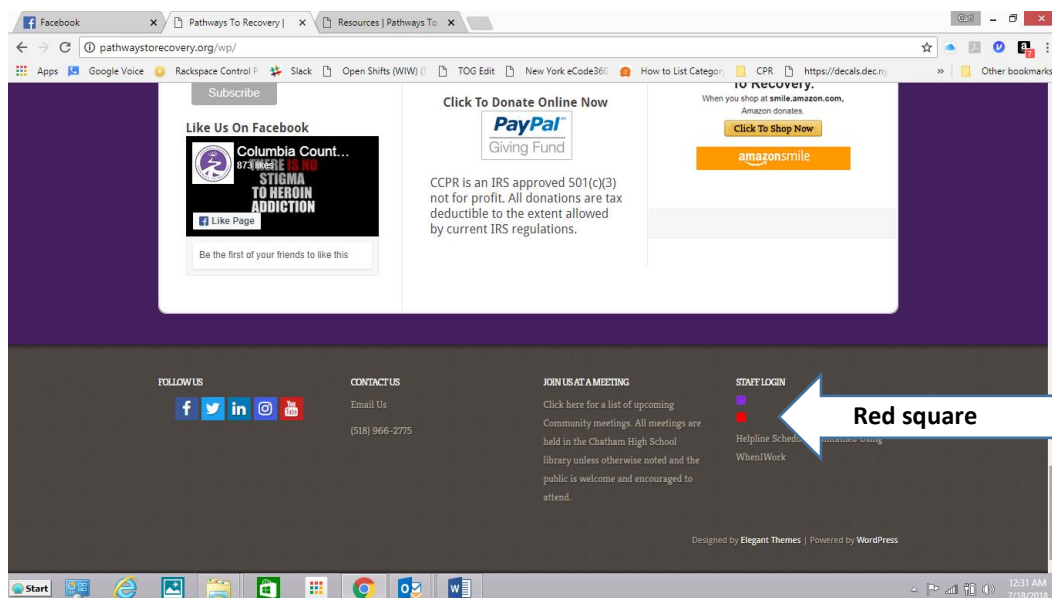 Facebook
Pathways To Recovery |
Resources | Pathways To
Carl
pathwaystorecovery.org/wp/
Apps Google Voice Rackspace Control P Slack Open Shifts (WIW) ( TOG Edit New York eCode360 How to List Categor CPR https://decals.dec.ny » Other bookmarks
Subscribe
Like Us On Facebook
Columbia Count...
873 likes
THERE IS NO
STIGMA
TO HEROIN
ADDICTION
Like Page
Be the first of your friends to like this
Click To Donate Online Now
PayPal
Giving Fund
CCPR is an IRS approved 501(c)(3)
not for profit. All donations are tax
deductible to the extent allowed
by current IRS regulations.
To Recovery.
When you shop at smile.amazon.com,
Amazon donates.
Click To Shop Now
amazonsmile
FOLLOW US
f in You Tube
CONTACT US
Email Us
(518) 966-2775
JOIN US AT A MEETING
Click here for a list of upcoming
Community meetings. All meetings are
held in the Chatham High School
library unless otherwise noted and the
public is welcome and encouraged to
attend.
STAFF LOGIN
Red square
Helpline Sched Using
WhenIWork
Designed by Elegant Themes | Powered by WordPress
Start
12:31 AM
7/18/2018